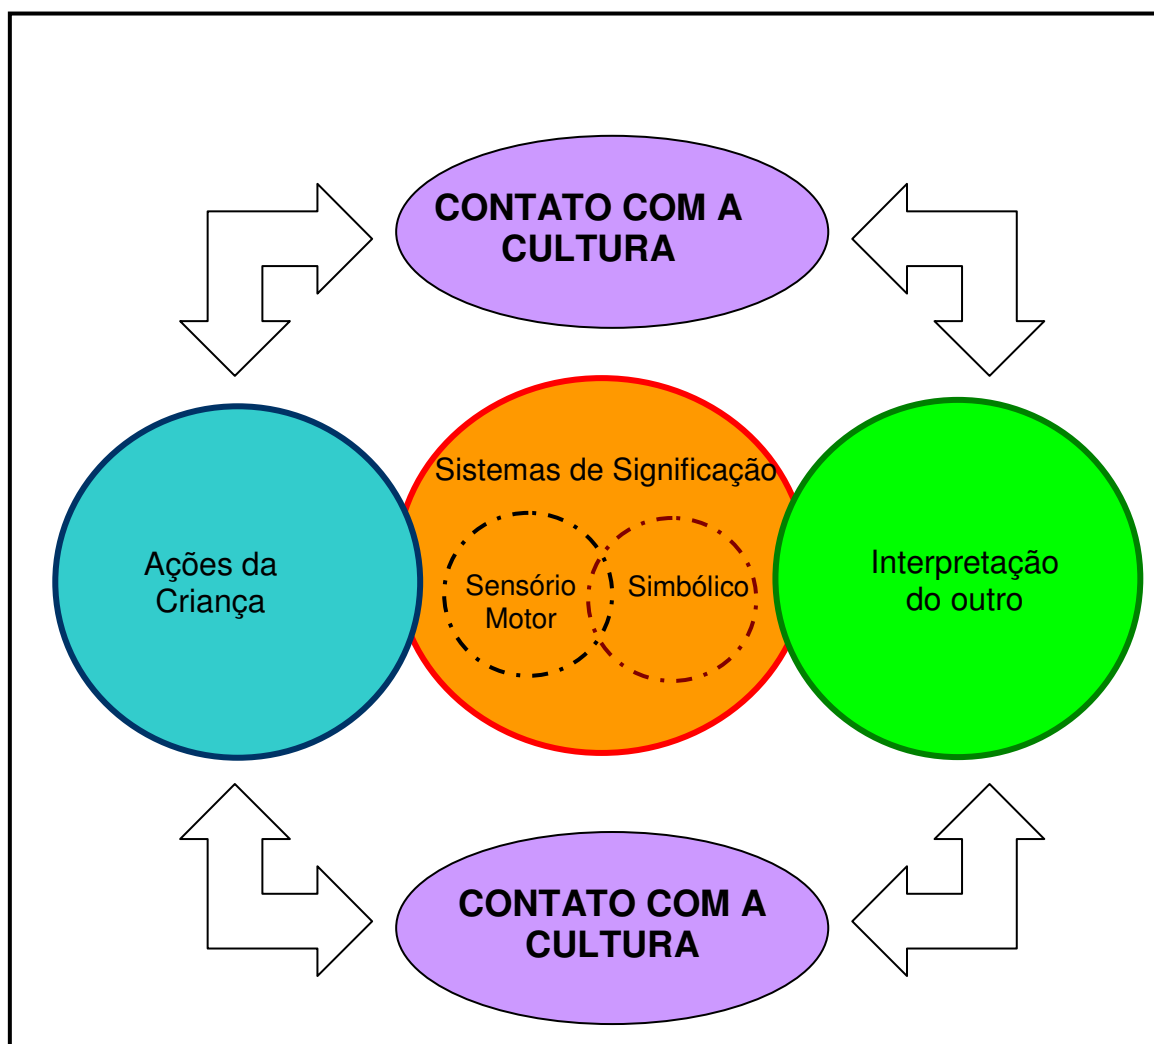 CONTATO COM A
CULTURA
Sistemas de Significação
Ações da
Criança
Sensório
Motor
Simbólico
Interpretação
do outro
CONTATO COM A
CULTURA